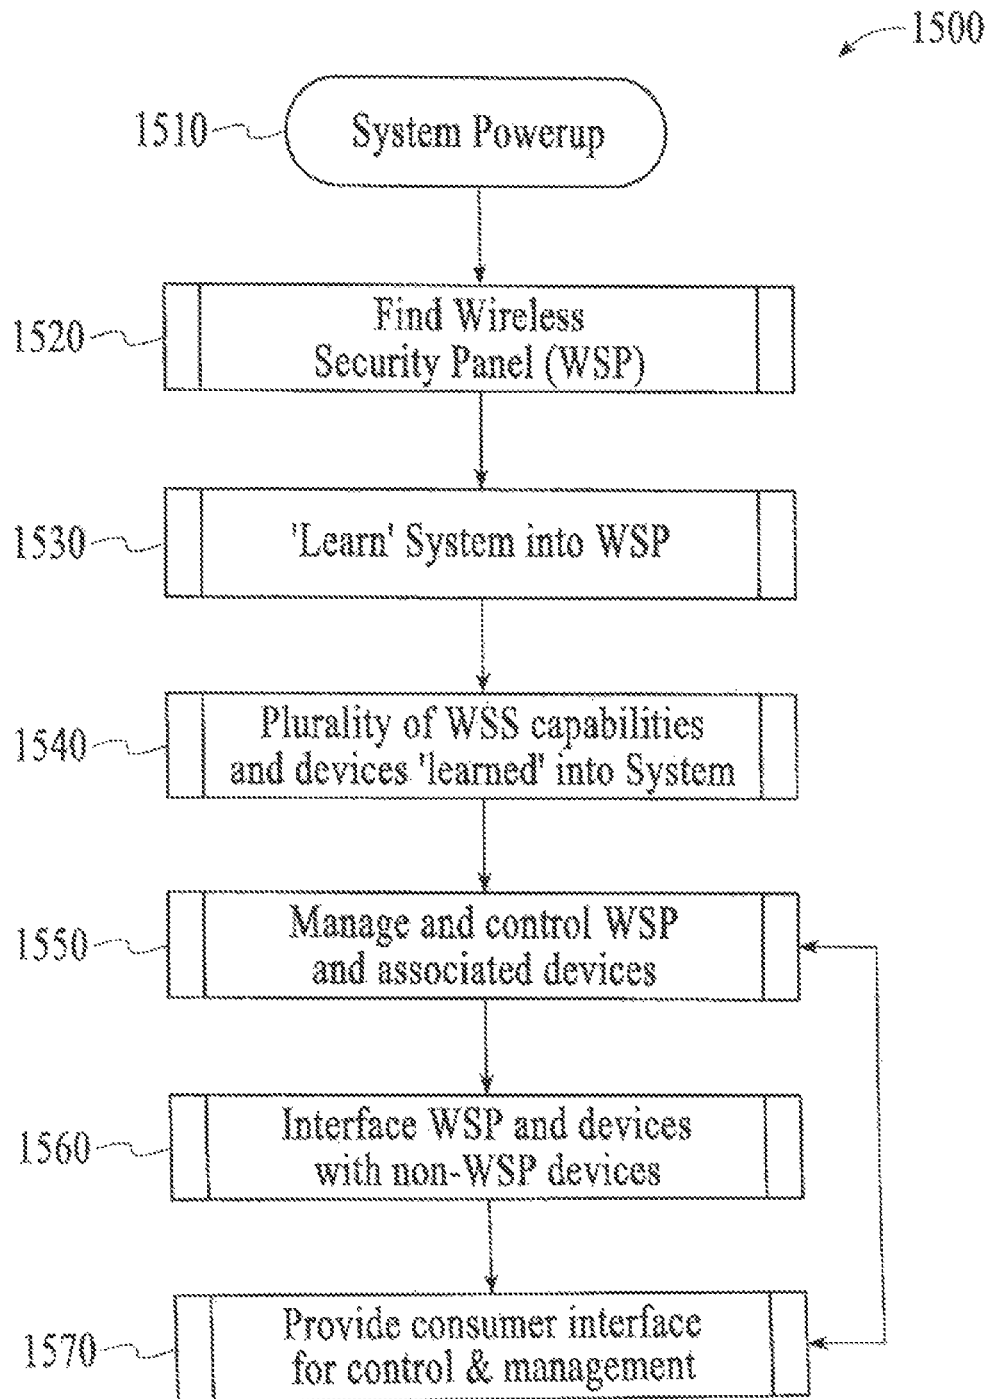 1500
1510
System Powerup
1520
Find Wireless
Security Panel (WSP)
1530
'Learn' System into WSP
1540
Plurality of WSS capabilities
and devices 'learned' into System
1550
Manage and control WSP
and associated devices
1560
Interface WSP and devices
with non-WSP devices
1570
Provide consumer interface
for control & management